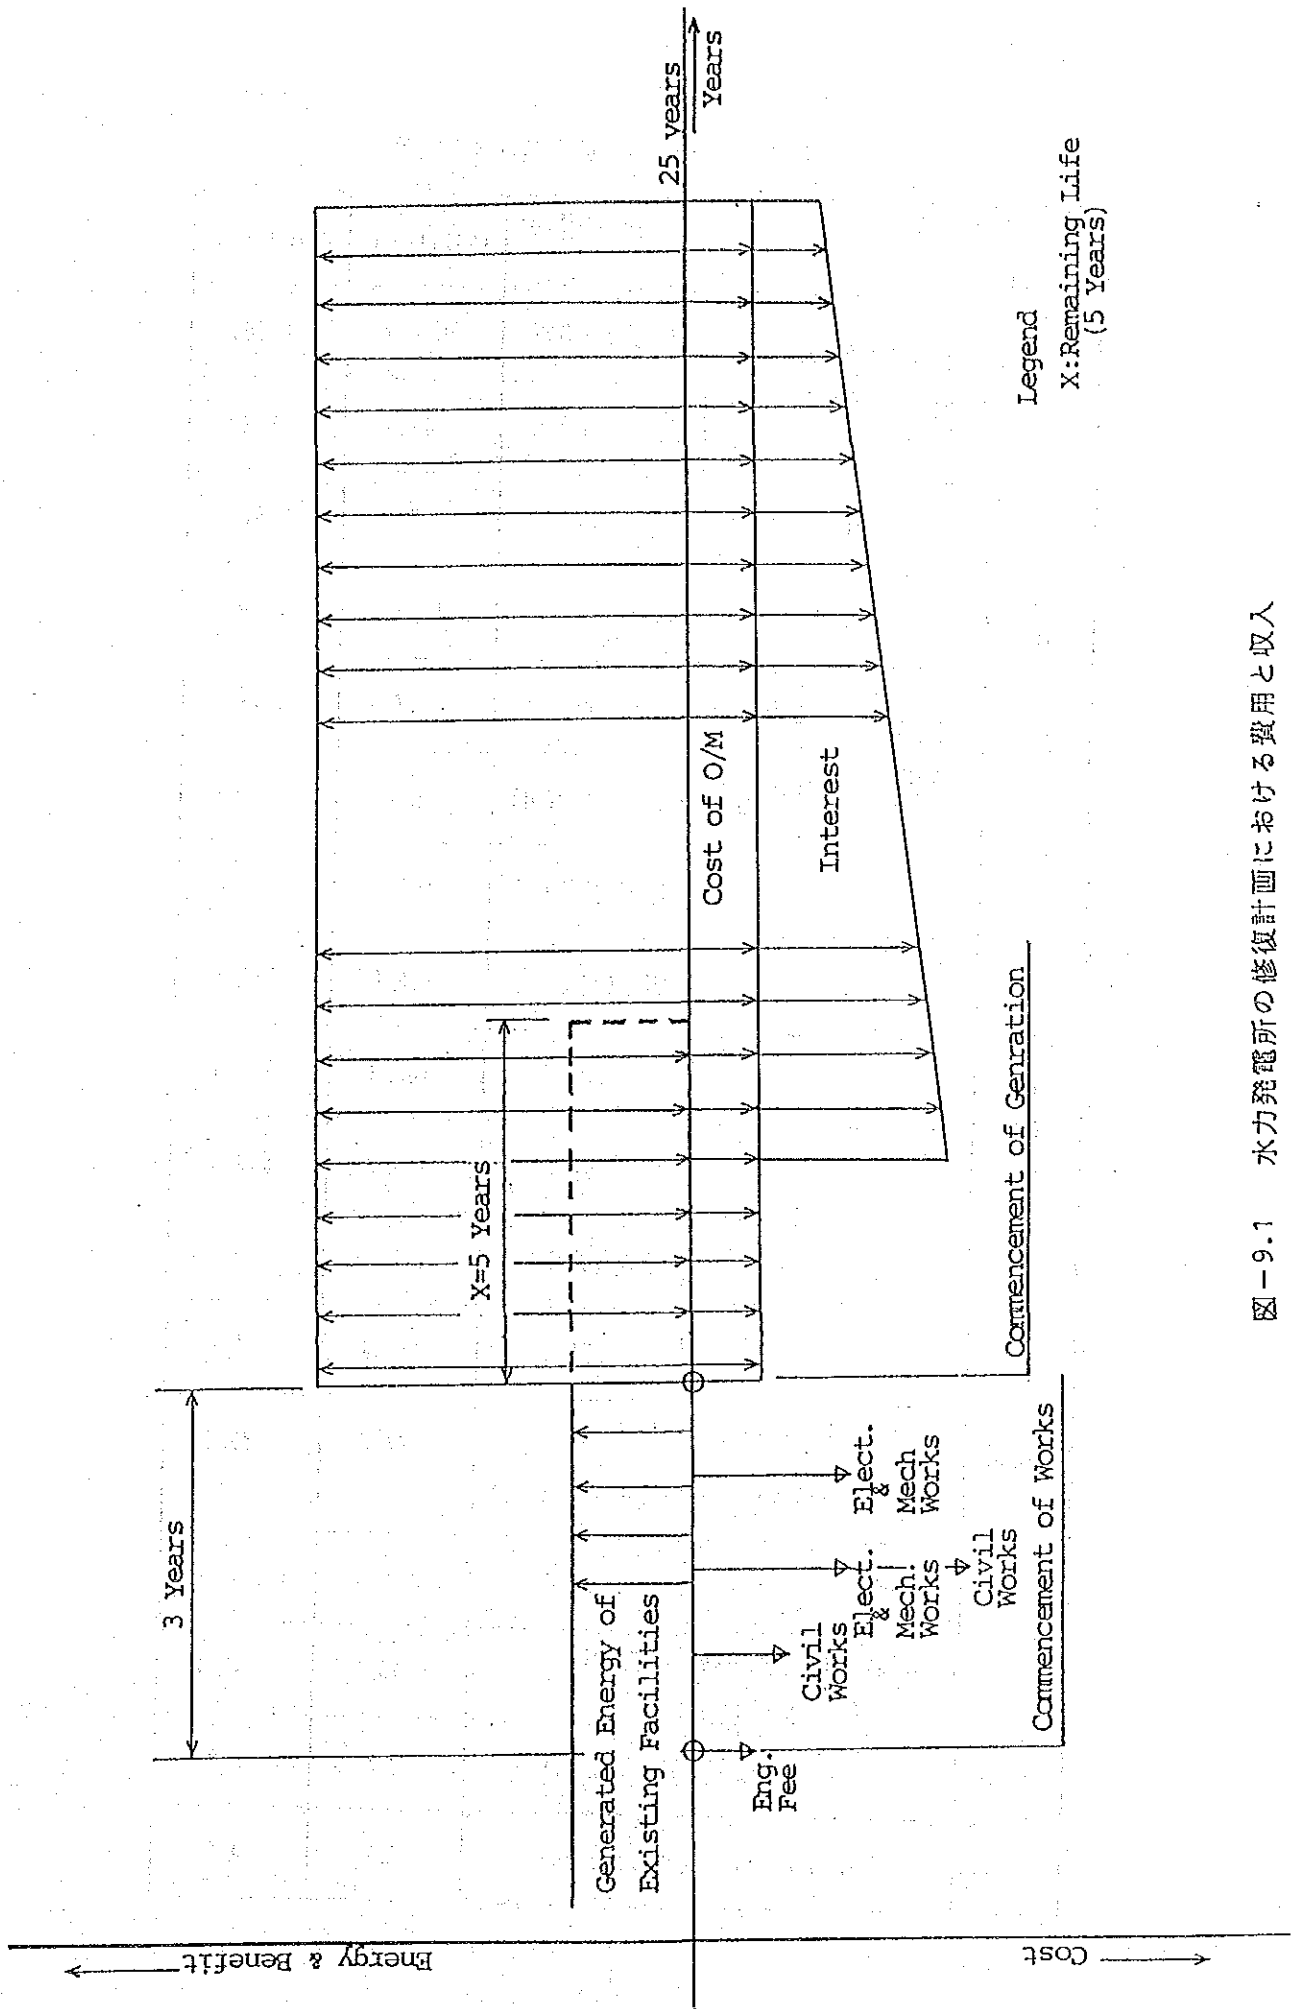 Energy & Benefit
Cost
3 Years
Generated Energy of
Existing Facilities
Eng.
Fee
Civil
Works
Elect.
&
Mech.
Works
Civil
Works
Elect.
&
Mech
Works
Commencement of Works
X=5 Years
Commencement of Genration
Cost of O/M
Interest
25 years
Years
Legend
X:Remaining Life
(5 Years)
図-9.1 水力発電所の修復計画における費用と収入